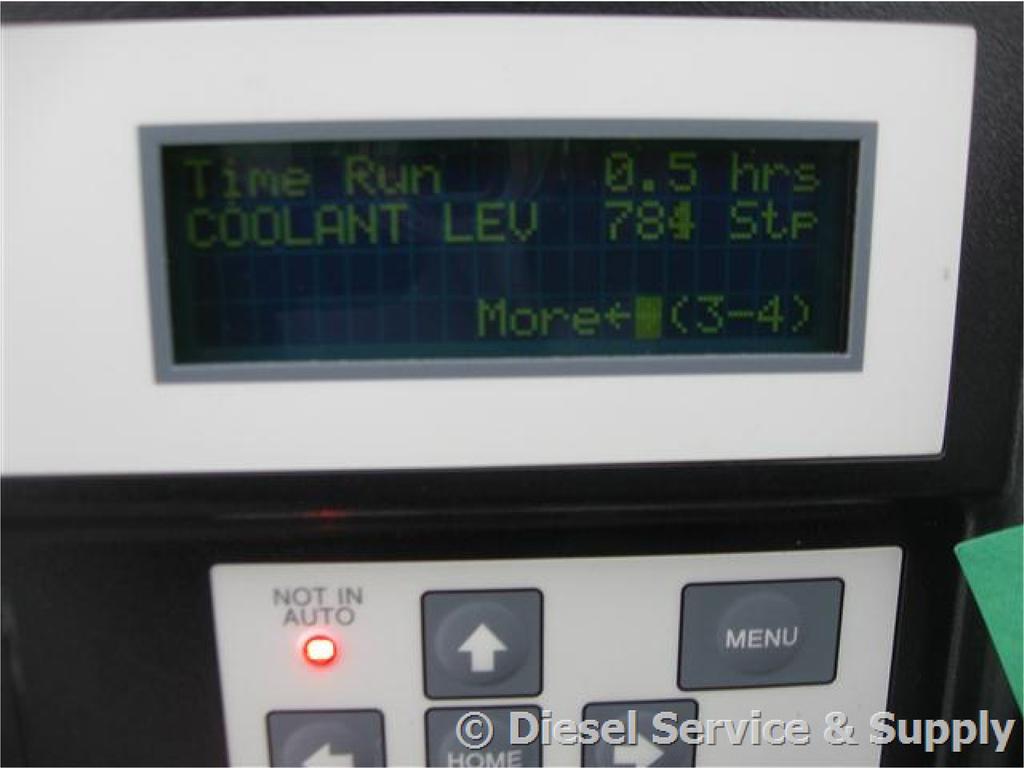 Time Run 0.5 hrs
COOLANT LEV Stp
More← (3-4)
NOT IN
AUTO
MENU
HOME
© Diesel Service & Supply